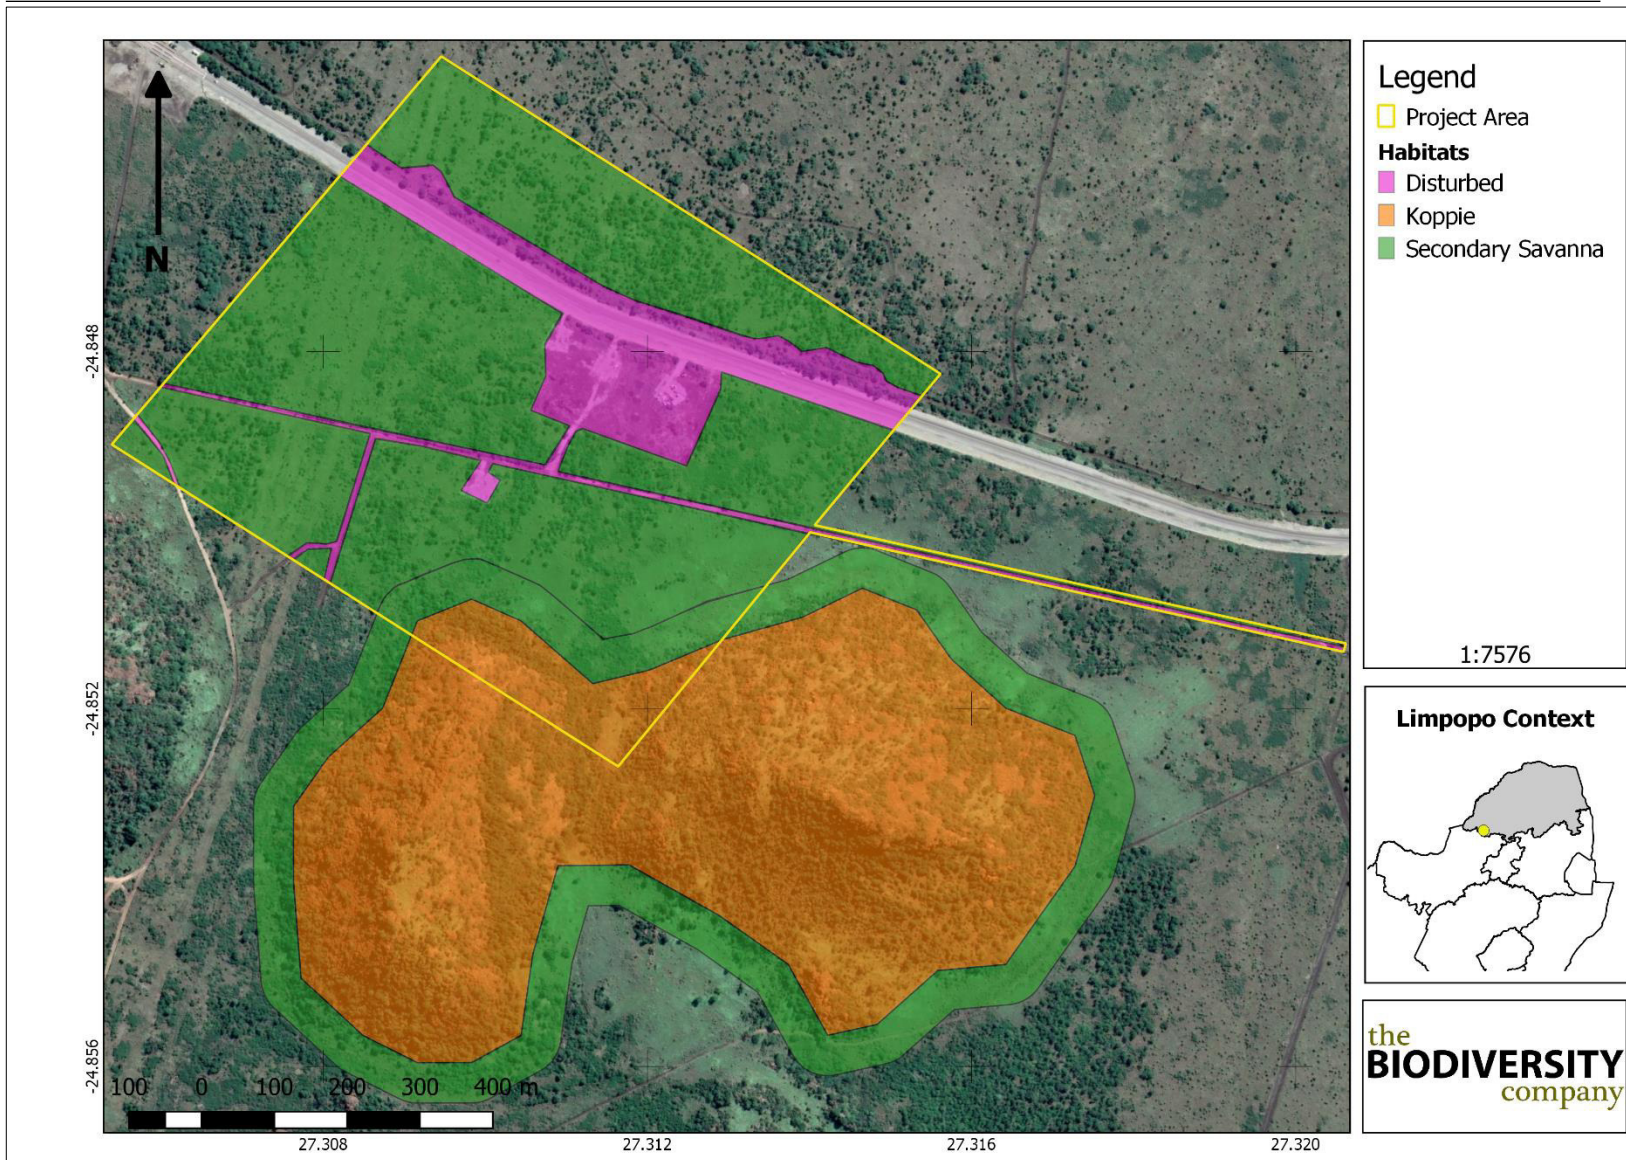 N
-24.848
-24.852
-24.856
100 0 100 200 300 400 m
27.308 27.312 27.316 27.320
Legend
Project Area
Habitats
Disturbed
Koppie
Secondary Savanna
1:7576
Limpopo Context
the
BIODIVERSITY
company